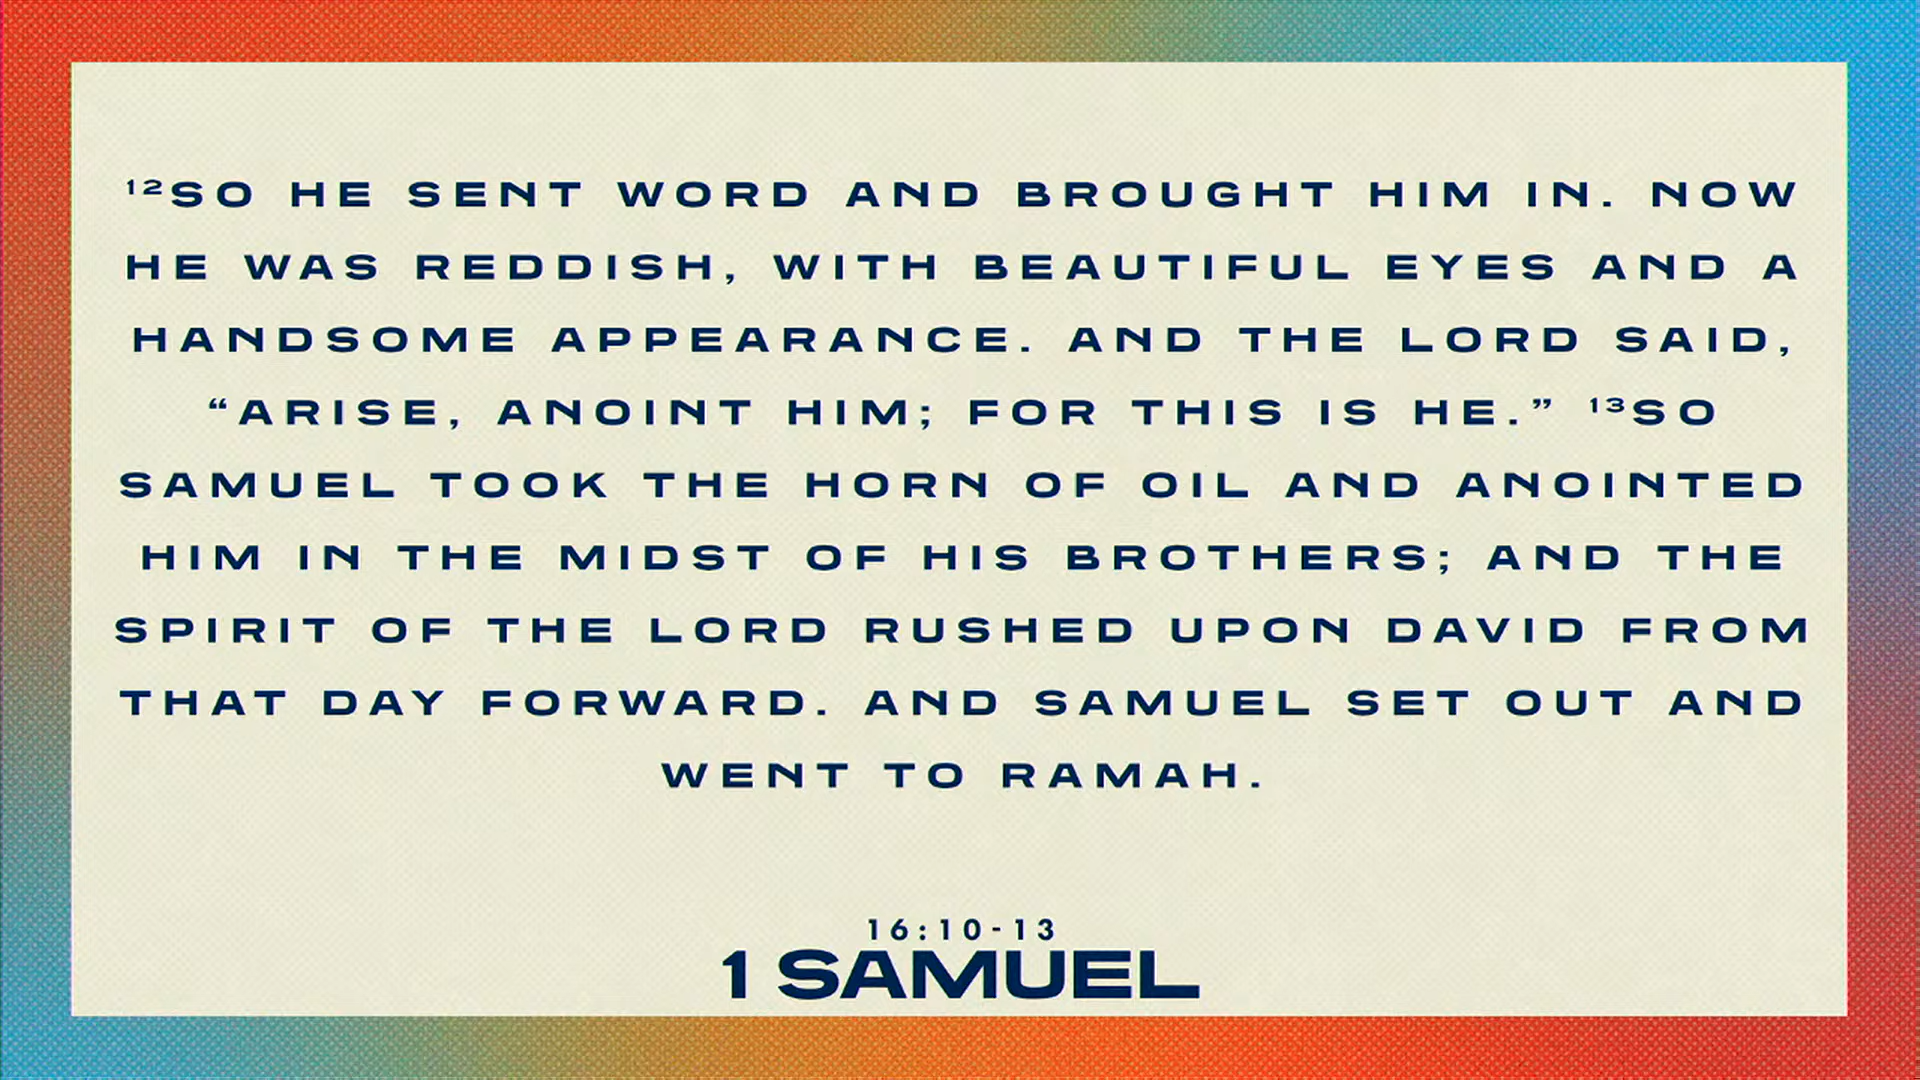 ¹²SO HE SENT WORD AND BROUGHT HIM IN. NOW
HE WAS REDDISH, WITH BEAUTIFUL EYES AND A
HANDSOME APPEARANCE. AND THE LORD SAID,
“ARISE, ANOINT HIM; FOR THIS IS HE.” ¹³SO
SAMUEL TOOK THE HORN OF OIL AND ANOINTED
HIM IN THE MIDST OF HIS BROTHERS; AND THE
SPIRIT OF THE LORD RUSHED UPON DAVID FROM
THAT DAY FORWARD. AND SAMUEL SET OUT AND
WENT TO RAMAH.
16:10-13
1 SAMUEL